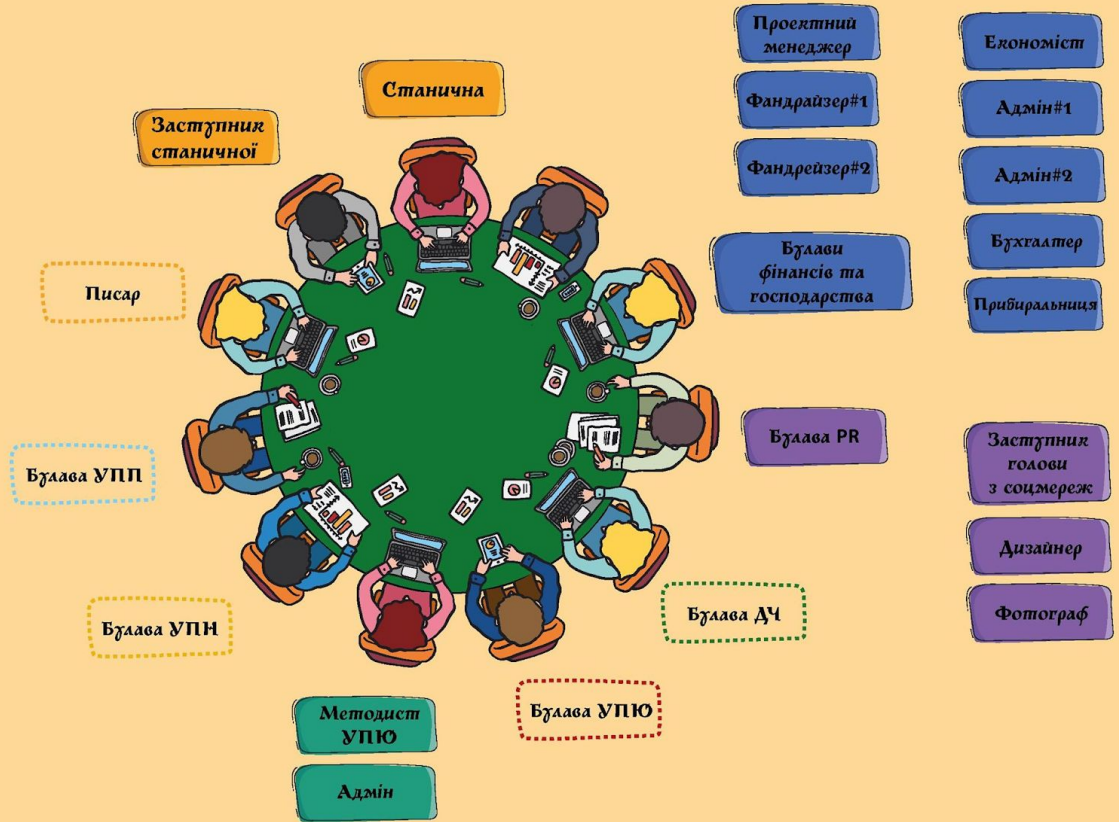 Проектний
менеджер
Економіст
Станична
Фандрайзер#1
Адмін#1
Заступник
станичної
Фандрейзер#2
Адмін#2
Булави
фінансів та
господарства
Бухгалтер
Писар
Прибиральниця
Булава PR
Заступник
голови
з соцмереж
Булава УПП
Дизайнер
Булава УПН
Булава ДЧ
Фотограф
Методист
УПЮ
Булава УПЮ
Адмін